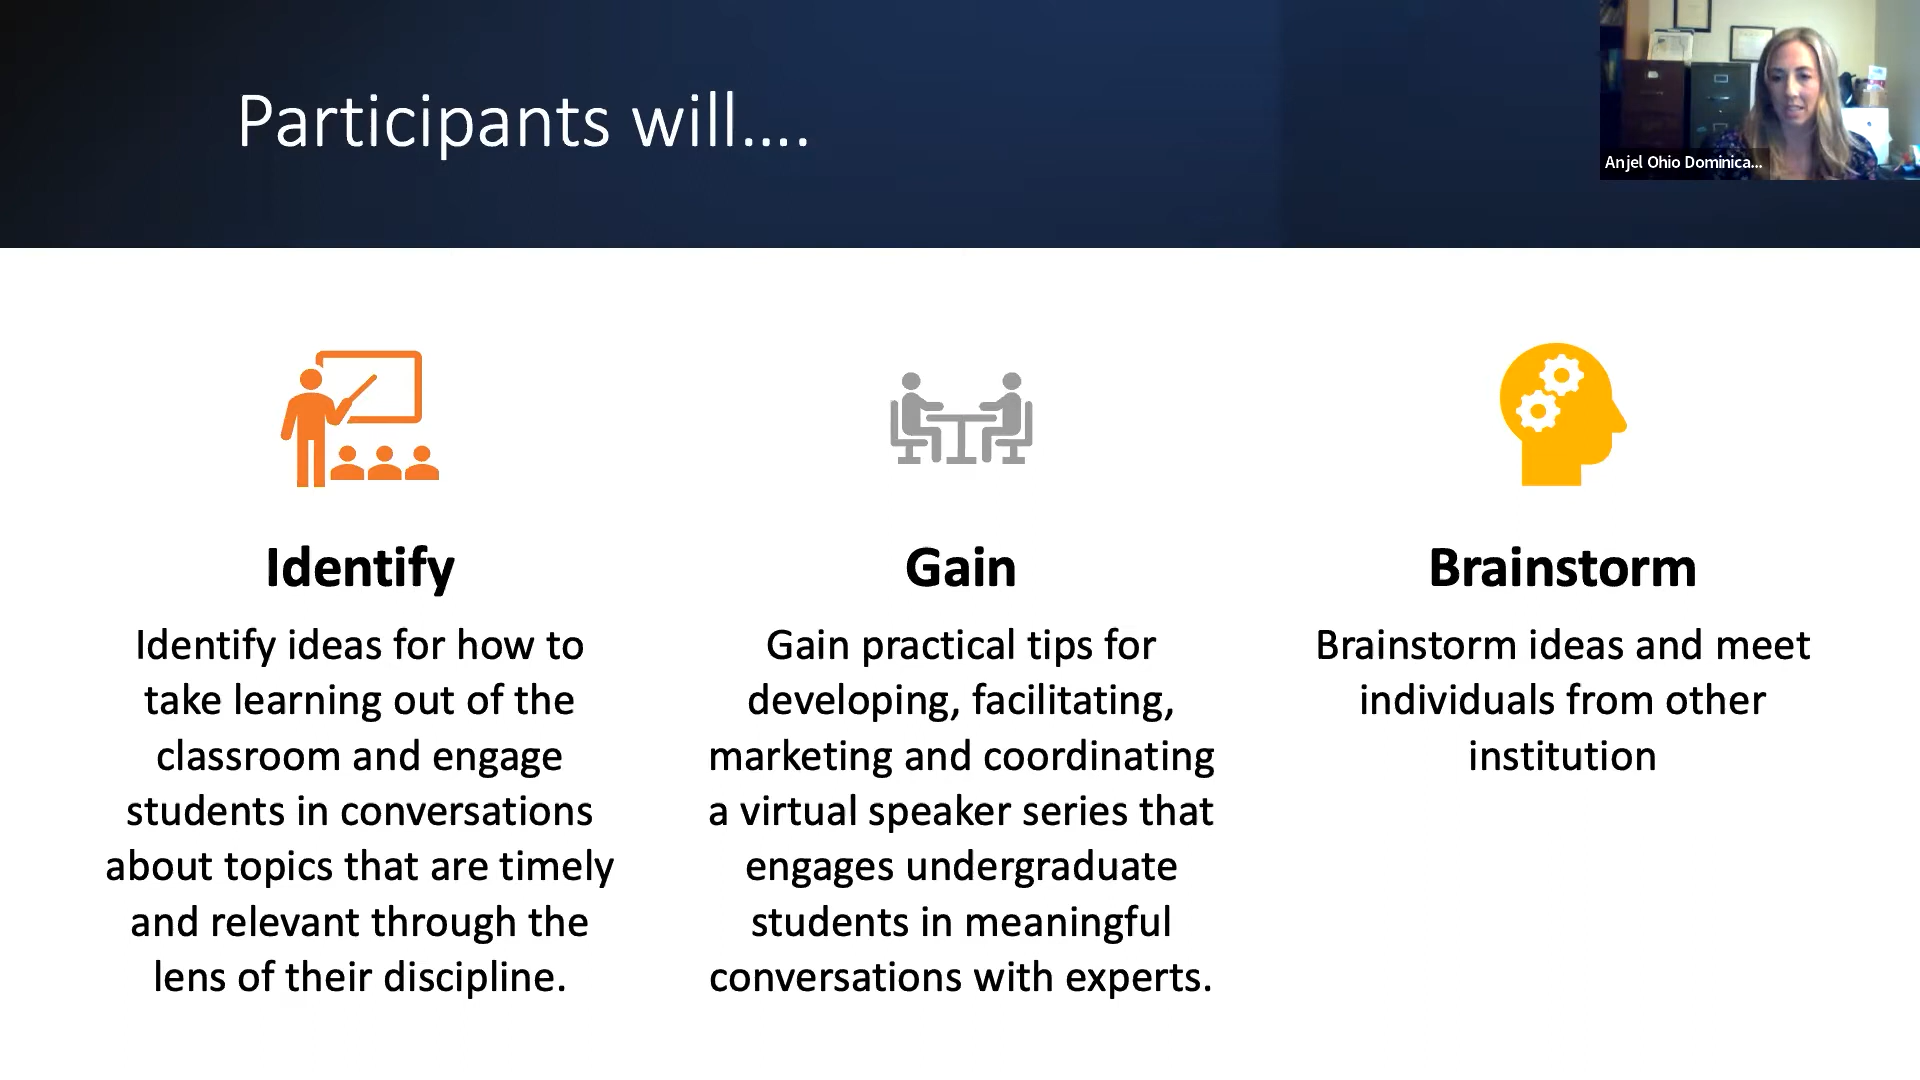 Participants will....
Anjel Ohio Dominica...
Identify
Identify ideas for how to
take learning out of the
classroom and engage
students in conversations
about topics that are timely
and relevant through the
lens of their discipline.
Gain
Gain practical tips for
developing, facilitating,
marketing and coordinating
a virtual speaker series that
engages undergraduate
students in meaningful
conversations with experts.
Brainstorm
Brainstorm ideas and meet
individuals from other
institution